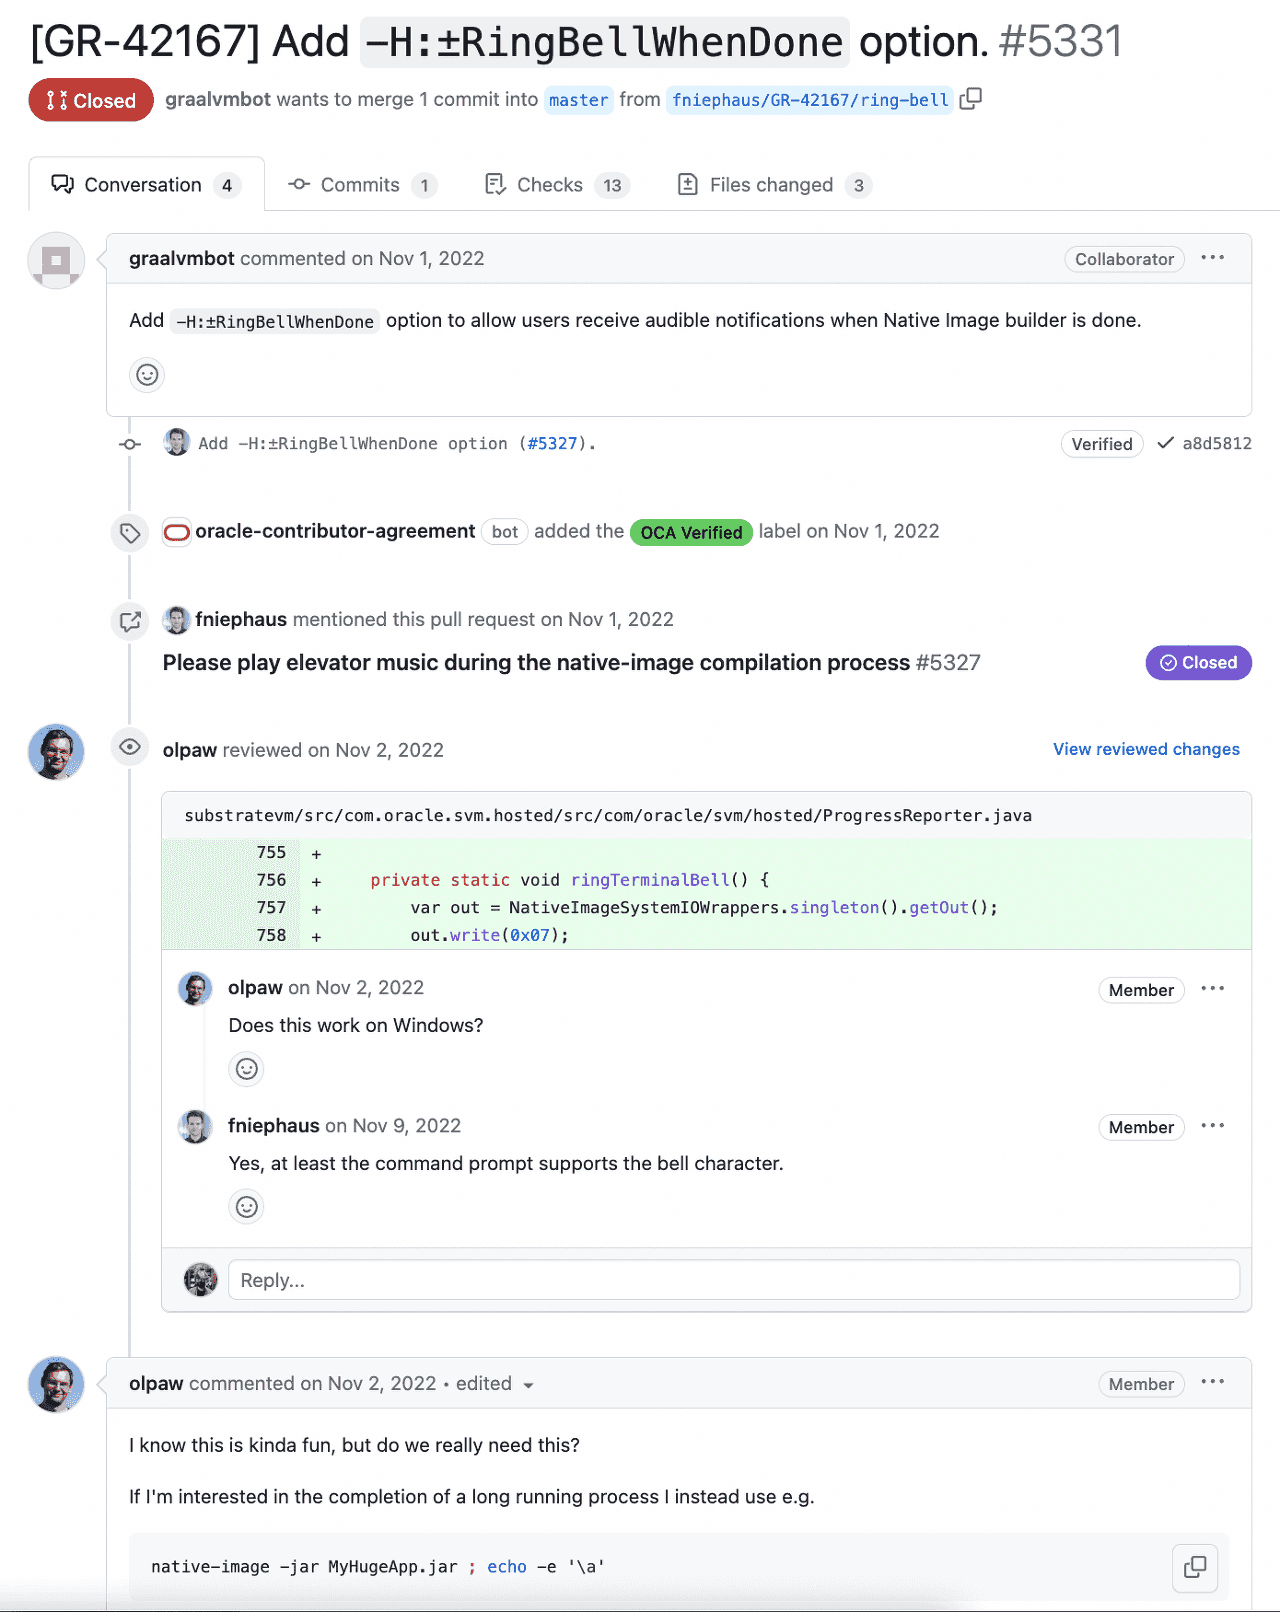 [GR-42167] Add -H:±RingBellWhenDone option. #5331
Closed graalvmbot wants to merge 1 commit into master from fniephaus/GR-42167/ring-bell
Conversation 4 Commits 1 Checks 13 Files changed 3
graalvmbot commented on Nov 1, 2022 Collaborator ...
Add -H:±RingBellWhenDone option to allow users receive audible notifications when Native Image builder is done.
Add -H:±RingBellWhenDone option (#5327). Verified a8d5812
oracle-contributor-agreement bot added the OCA Verified label on Nov 1, 2022
fniephaus mentioned this pull request on Nov 1, 2022
Please play elevator music during the native-image compilation process #5327 Closed
olpaw reviewed on Nov 2, 2022 View reviewed changes
substratevm/src/com.oracle.svm.hosted/src/com/oracle/svm/hosted/ProgressReporter.java
755 +
756 + private static void ringTerminalBell() {
757 + var out = NativeImageSystemIOWrappers.singleton().getOut();
758 + out.write(0x07);
olpaw on Nov 2, 2022 Member ...
Does this work on Windows?
fniephaus on Nov 9, 2022 Member ...
Yes, at least the command prompt supports the bell character.
Reply...
olpaw commented on Nov 2, 2022 • edited Member ...
I know this is kinda fun, but do we really need this?
If I'm interested in the completion of a long running process I instead use e.g.
native-image -jar MyHugeApp.jar ; echo -e '\a'